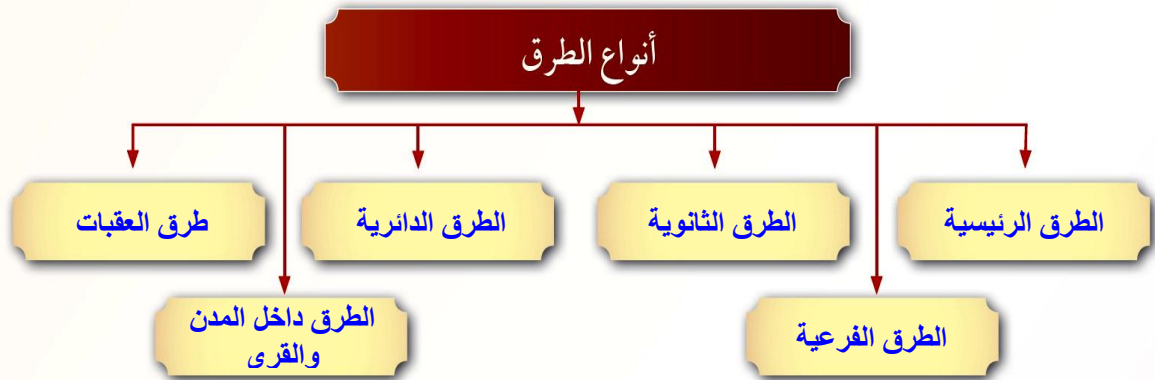 أنواع الطرق
الطرق الرئيسية
الطرق الثانوية
الطرق الدائرية
طرق العقبات
الطرق الفرعية
الطرق داخل المدن
والقرى